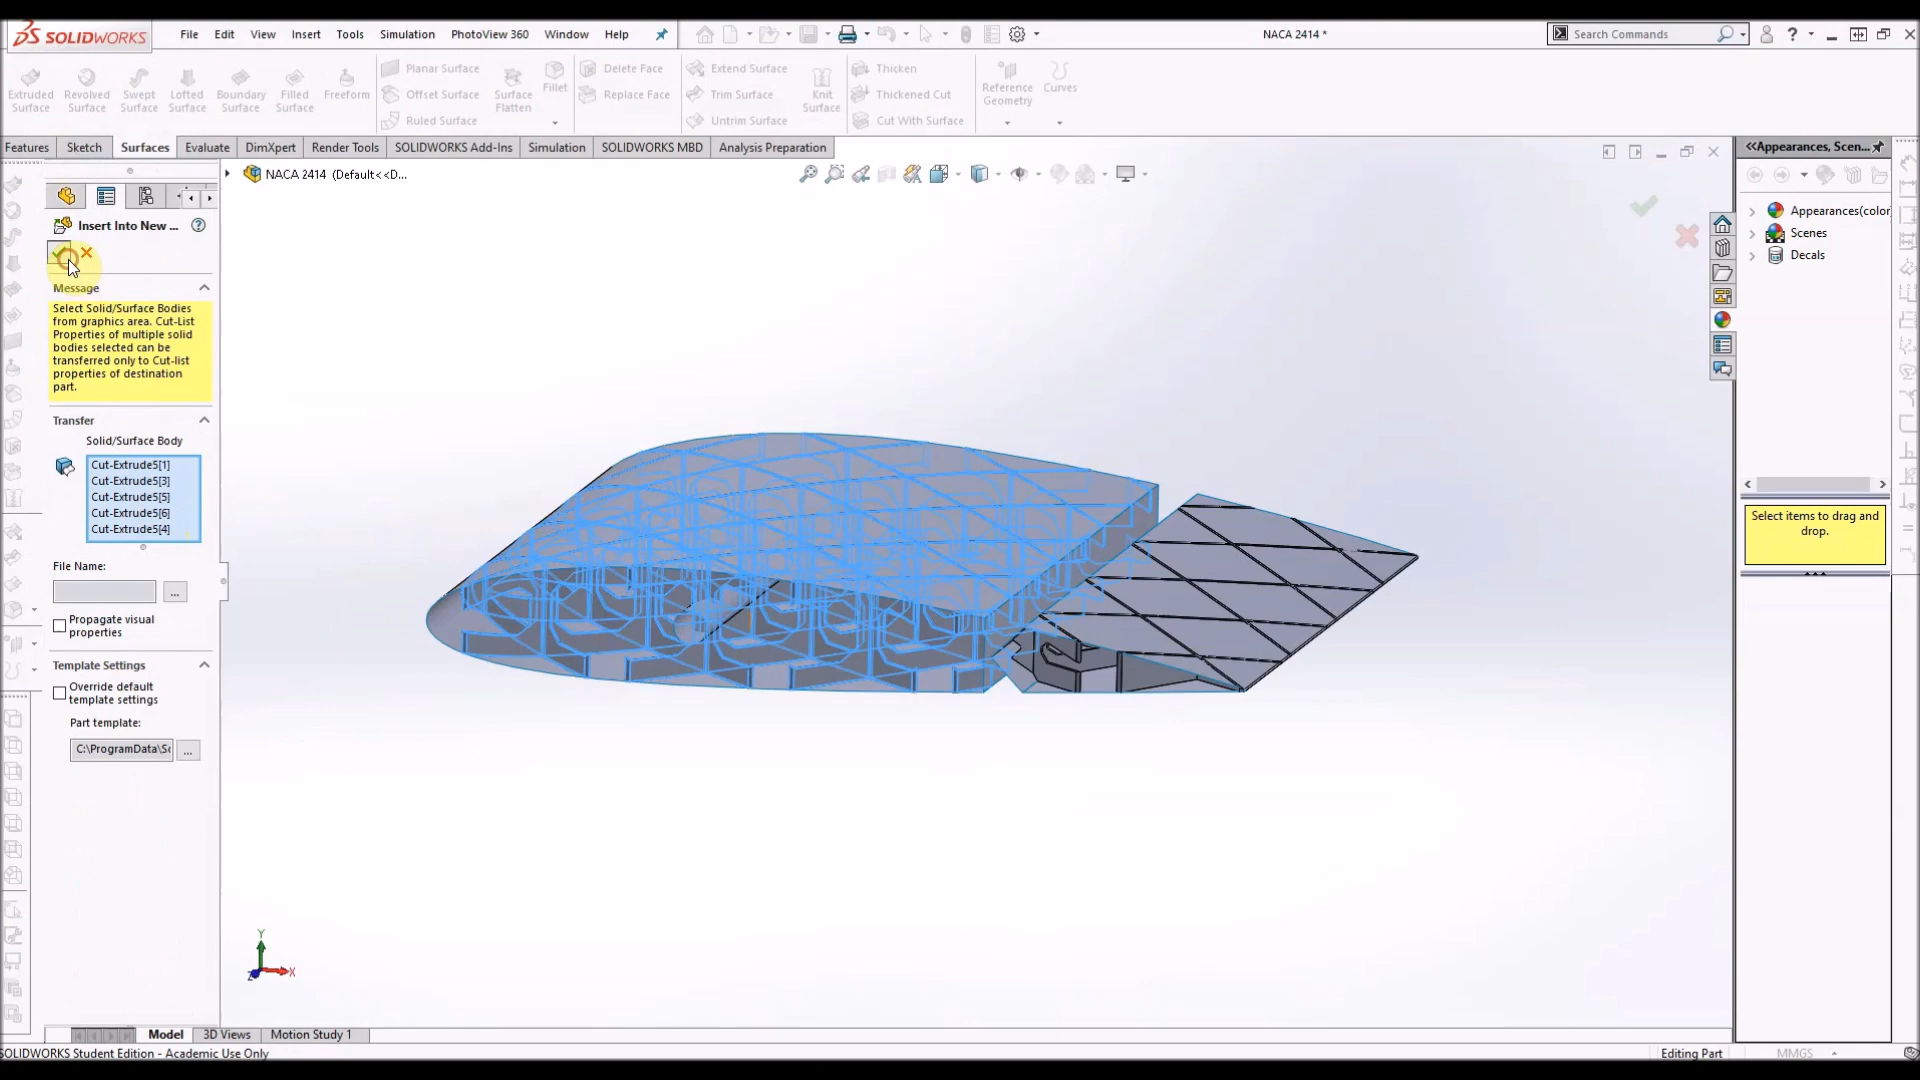 SOLIDWORKS File Edit View Insert Tools Simulation PhotoView 360 Window Help NACA 2414 * Search Commands
Extruded Surface
Revolved Surface
Swept Surface
Lofted Surface
Boundary Surface
Filled Surface
Freeform
Planar Surface
Offset Surface
Ruled Surface
Surface Flatten
Fillet
Delete Face
Replace Face
Extend Surface
Trim Surface
Untrim Surface
Knit Surface
Thicken
Thickened Cut
Cut With Surface
Reference Geometry
Curves
Features Sketch Surfaces Evaluate DimXpert Render Tools SOLIDWORKS Add-Ins Simulation SOLIDWORKS MBD Analysis Preparation
NACA 2414 (Default<<D...
Insert Into New ...
Message
Select Solid/Surface Bodies
from graphics area. Cut-List
Properties of multiple solid
bodies selected can be
transferred only to Cut-list
properties of destination
part.
Transfer
Solid/Surface Body
Cut-Extrude5[1]
Cut-Extrude5[3]
Cut-Extrude5[5]
Cut-Extrude5[6]
Cut-Extrude5[4]
File Name:
...
Propagate visual
properties
Template Settings
Override default
template settings
Part template:
C:\ProgramData\S
...
Y
X
Z
<<Appearances, Scen...
Appearances(color
Scenes
Decals
Select items to drag and
drop.
Model 3D Views Motion Study 1
SOLIDWORKS Student Edition - Academic Use Only
Editing Part
MMGS